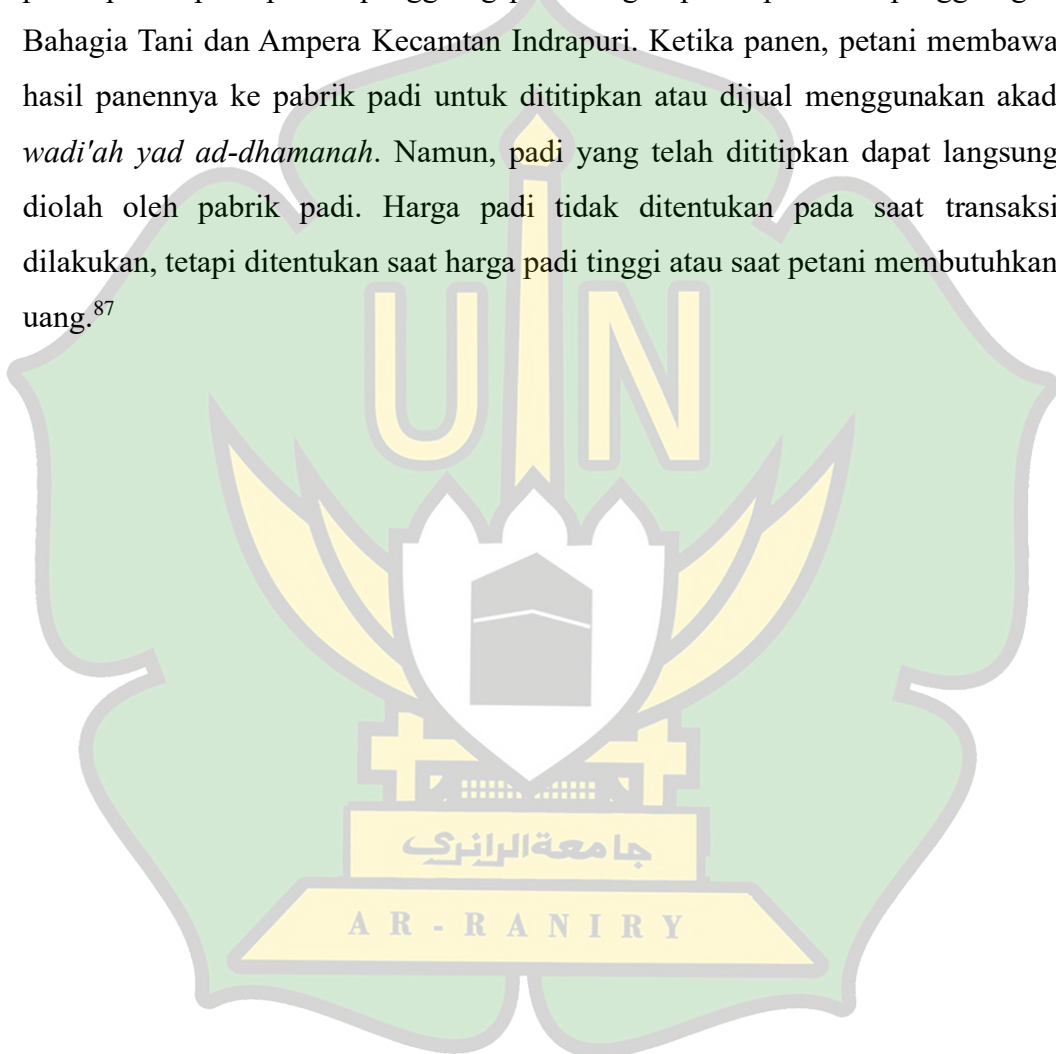 Bahagia Tani dan Ampera Kecamtan Indrapuri. Ketika panen, petani membawa
hasil panennya ke pabrik padi untuk dititipkan atau dijual menggunakan akad
wadi'ah yad ad-dhamanah. Namun, padi yang telah dititipkan dapat langsung
diolah oleh pabrik padi. Harga padi tidak ditentukan pada saat transaksi
dilakukan, tetapi ditentukan saat harga padi tinggi atau saat petani membutuhkan
uang.87
UIN
جامعة الرانري
AR-RANIRY